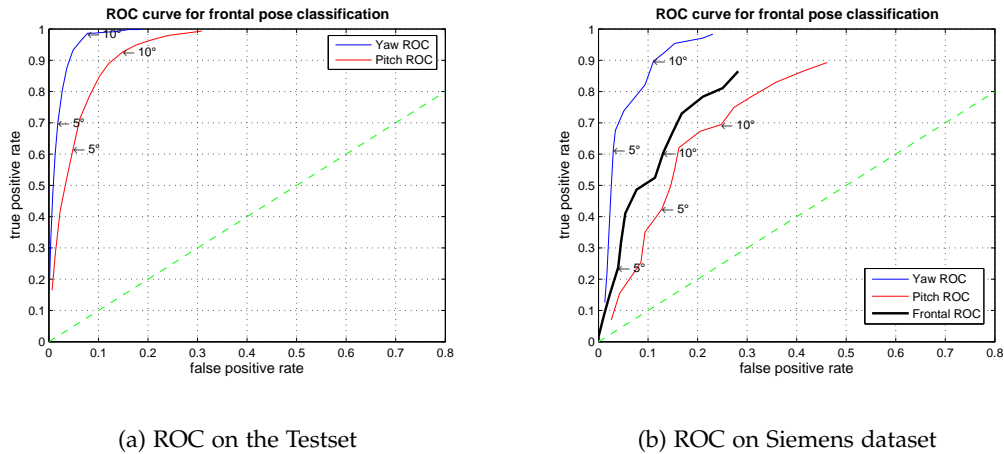 ROC curve for frontal pose classification
1
0.9
0.8
0.7
0.6
0.5
0.4
0.3
0.2
0.1
0
0 0.1 0.2 0.3 0.4 0.5 0.6 0.7 0.8
true positive rate
false positive rate
10°
10°
5°
5°
Yaw ROC
Pitch ROC
(a) ROC on the Testset
ROC curve for frontal pose classification
1
0.9
0.8
0.7
0.6
0.5
0.4
0.3
0.2
0.1
0
0 0.1 0.2 0.3 0.4 0.5 0.6 0.7 0.8
true positive rate
false positive rate
10°
10°
5°
10°
5°
5°
Yaw ROC
Pitch ROC
Frontal ROC
(b) ROC on Siemens dataset